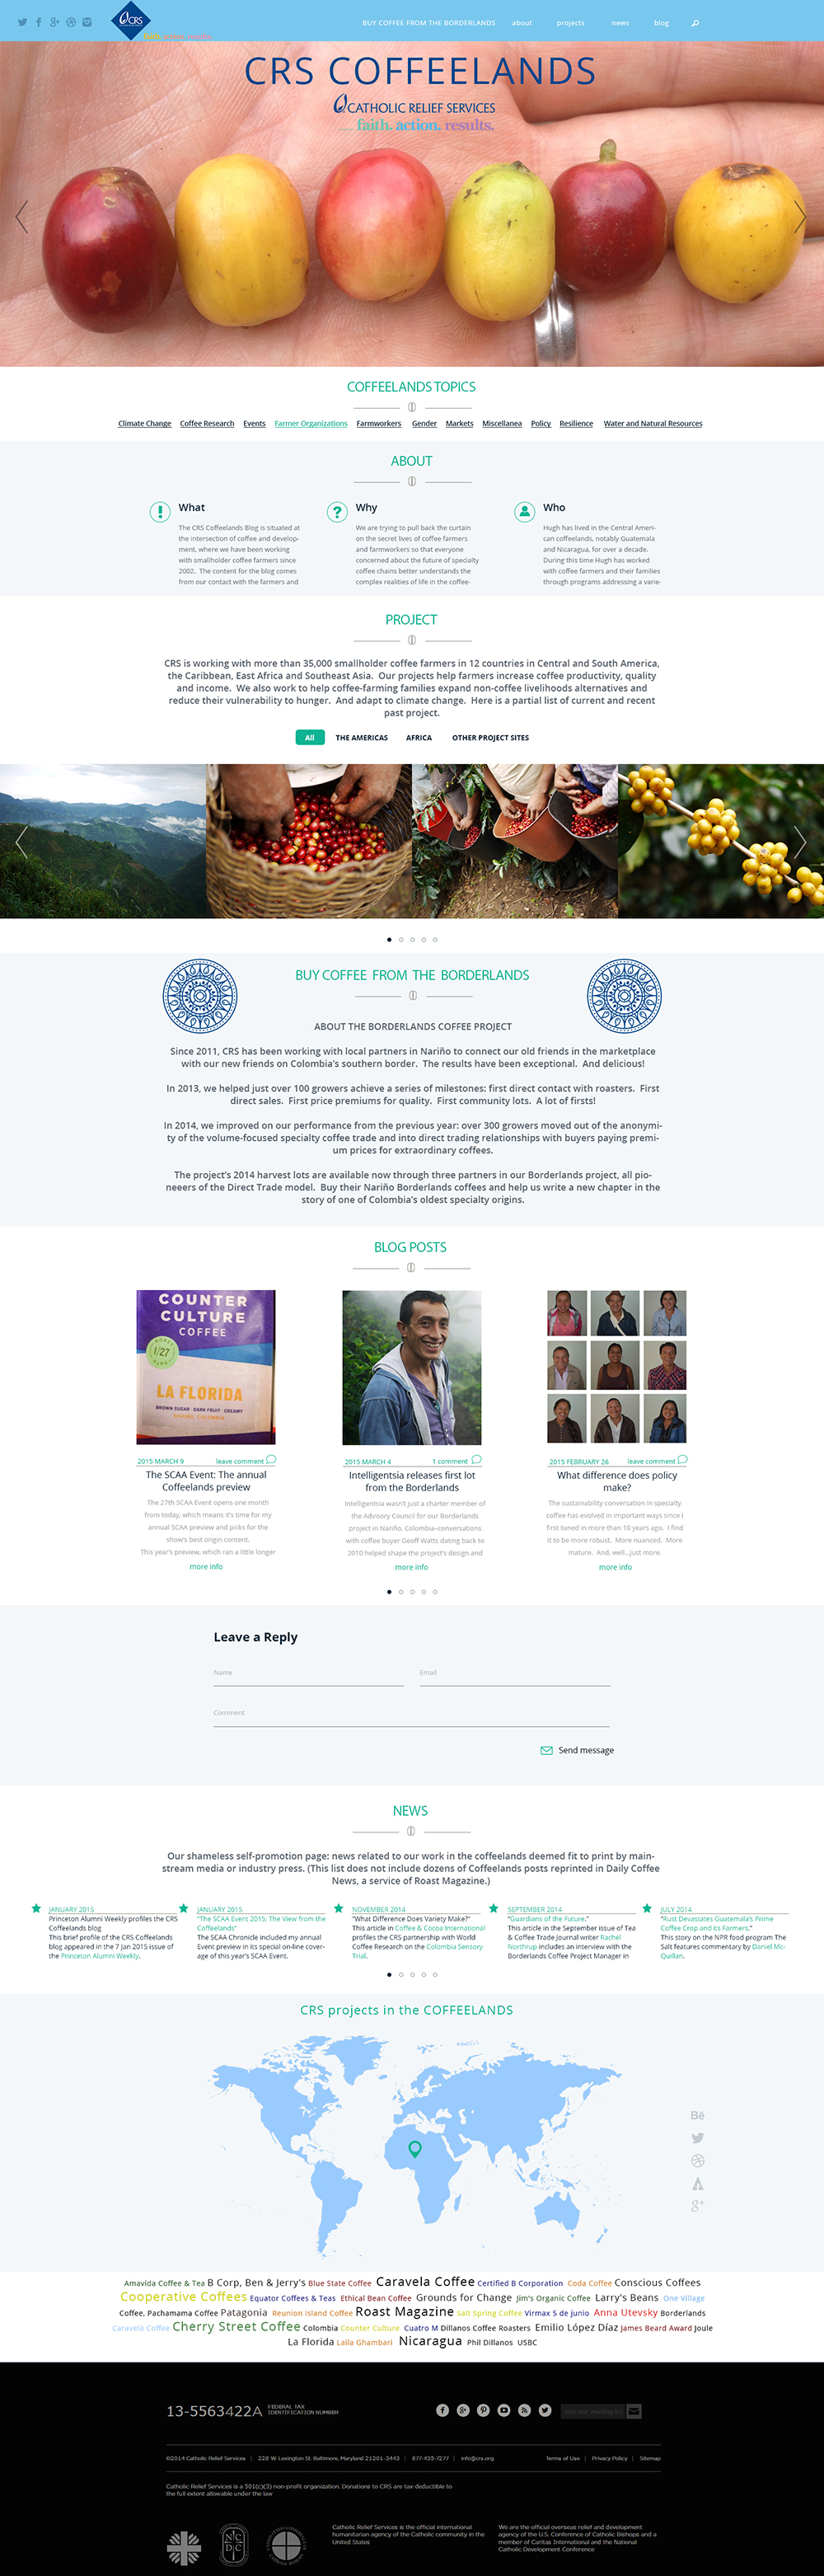 CRS
BUY COFFEE FROM THE BORDERLANDS about projects news blog
CRS COFFEELANDS
CATHOLIC RELIEF SERVICES
faith. action. results.
COFFEELANDS TOPICS
Climate Change Coffee Research Events Farmer Organizations Farmworkers Gender Markets Miscellanea Policy Resilience Water and Natural Resources
ABOUT
What
The CRS Coffeelands Blog is situated at
the intersection of coffee and develop-
ment, where we have been working
with smallholder coffee farmers since
2002. The content for the blog comes
from our contact with the farmers and
Why
We are trying to pull back the curtain
on the secret lives of coffee farmers
and farmworkers so that everyone
concerned about the future of specialty
coffee chains better understands the
complex realities of life in the coffee-
Who
Hugh has lived in the Central Ameri-
can coffeelands, notably Guatemala
and Nicaragua, for over a decade.
During this time Hugh has worked
with coffee farmers and their families
through programs addressing a varie-
PROJECT
CRS is working with more than 35,000 smallholder coffee farmers in 12 countries in Central and South America,
the Caribbean, East Africa and Southeast Asia. Our projects help farmers increase coffee productivity, quality
and income. We also work to help coffee-farming families expand non-coffee livelihoods alternatives and
reduce their vulnerability to hunger. And adapt to climate change. Here is a partial list of current and recent
past project.
All THE AMERICAS AFRICA OTHER PROJECT SITES
BUY COFFEE FROM THE BORDERLANDS
ABOUT THE BORDERLANDS COFFEE PROJECT
Since 2011, CRS has been working with local partners in Nariño to connect our old friends in the marketplace
with our new friends on Colombia's southern border. The results have been exceptional. And delicious!
In 2013, we helped just over 100 growers achieve a series of milestones: first direct contact with roasters. First
direct sales. First price premiums for quality. First community lots. A lot of firsts!
In 2014, we improved on our performance from the previous year: over 300 growers moved out of the anonymi-
ty of the volume-focused specialty coffee trade and into direct trading relationships with buyers paying premi-
um prices for extraordinary coffees.
The project's 2014 harvest lots are available now through three partners in our Borderlands project, all pio-
neeers of the Direct Trade model. Buy their Nariño Borderlands coffees and help us write a new chapter in the
story of one of Colombia's oldest specialty origins.
BLOG POSTS
COUNTER
CULTURE
COFFEE
1/27
LA FLORIDA
BROWN SUGAR · DARK FRUIT · CREAMY
NARIÑO, COLOMBIA
2015 MARCH 9 leave comment
The SCAA Event: The annual
Coffeelands preview
The 27th SCAA Event opens one month
from today, which means it's time for my
annual SCAA preview and picks for the
show's best origin content.
This year's preview, which ran a little longer
more info
2015 MARCH 4 1 comment
Intelligentsia releases first lot
from the Borderlands
Intelligentsia wasn't just a charter member of
the Advisory Council for our Borderlands
project in Nariño, Colombia–conversations
with coffee buyer Geoff Watts dating back to
2010 helped shape the project's design and
more info
2015 FEBRUARY 26 leave comment
What difference does policy
make?
The sustainability conversation in specialty
coffee has evolved in important ways since I
first tuned in more than 10 years ago. I find
it to be more robust. More nuanced. More
mature. And, well...just more.
more info
Leave a Reply
Name Email
Comment
Send message
NEWS
Our shameless self-promotion page: news related to our work in the coffeelands deemed fit to print by main-
stream media or industry press. (This list does not include dozens of Coffeelands posts reprinted in Daily Coffee
News, a service of Roast Magazine.)
JANUARY 2015
Princeton Alumni Weekly profiles the CRS
Coffeelands blog
This brief profile of the CRS Coffeelands
blog appeared in the 7 Jan 2015 issue of
the Princeton Alumni Weekly.
JANUARY 2015
"The SCAA Event 2015: The View from the
Coffeelands"
The SCAA Chronicle included my annual
Event preview in its special on-line cover-
age of this year's SCAA Event.
NOVEMBER 2014
"What Difference Does Variety Make?"
This article in Coffee & Cocoa International
profiles the CRS partnership with World
Coffee Research on the Colombia Sensory
Trial.
SEPTEMBER 2014
"Guardians of the Future."
This article in the September issue of Tea
& Coffee Trade Journal writer Rachel
Northrup includes an interview with the
Borderlands Coffee Project Manager in
JULY 2014
"Rust Devastates Guatemala's Prime
Coffee Crop and its Farmers."
This story on the NPR food program The
Salt features commentary by Daniel Mc-
Quillan.
CRS projects in the COFFEELANDS
Amavida Coffee & Tea B Corp, Ben & Jerry's Blue State Coffee Caravela Coffee Certified B Corporation Coda Coffee Conscious Coffees
Cooperative Coffees Equator Coffees & Teas Ethical Bean Coffee Grounds for Change Jim's Organic Coffee Larry's Beans One Village
Coffee, Pachamama Coffee Patagonia Reunion Island Coffee Roast Magazine Salt Spring Coffee Virmax 5 de junio Anna Utevsky Borderlands
Caravela Coffee Cherry Street Coffee Colombia Counter Culture Cuatro M Dillanos Coffee Roasters Emilio López Díaz James Beard Award Joule
La Florida Laila Ghambari Nicaragua Phil Dillanos USBC
13-5563422A FEDERAL TAX
IDENTIFICATION NUMBER
Join our mailing list
©2014 Catholic Relief Services | 228 W. Lexington St. Baltimore, Maryland 21201-3443 | 877-435-7277 | info@crs.org Terms of Use | Privacy Policy | Sitemap
Catholic Relief Services is a 501(c)(3) non-profit organization. Donations to CRS are tax-deductible to
the full extent allowable under the law
Catholic Relief Services is the official international
humanitarian agency of the Catholic community in the
United States
We are the official overseas relief and development
agency of the U.S. Conference of Catholic Bishops and a
member of Caritas International and the National
Catholic Development Conference